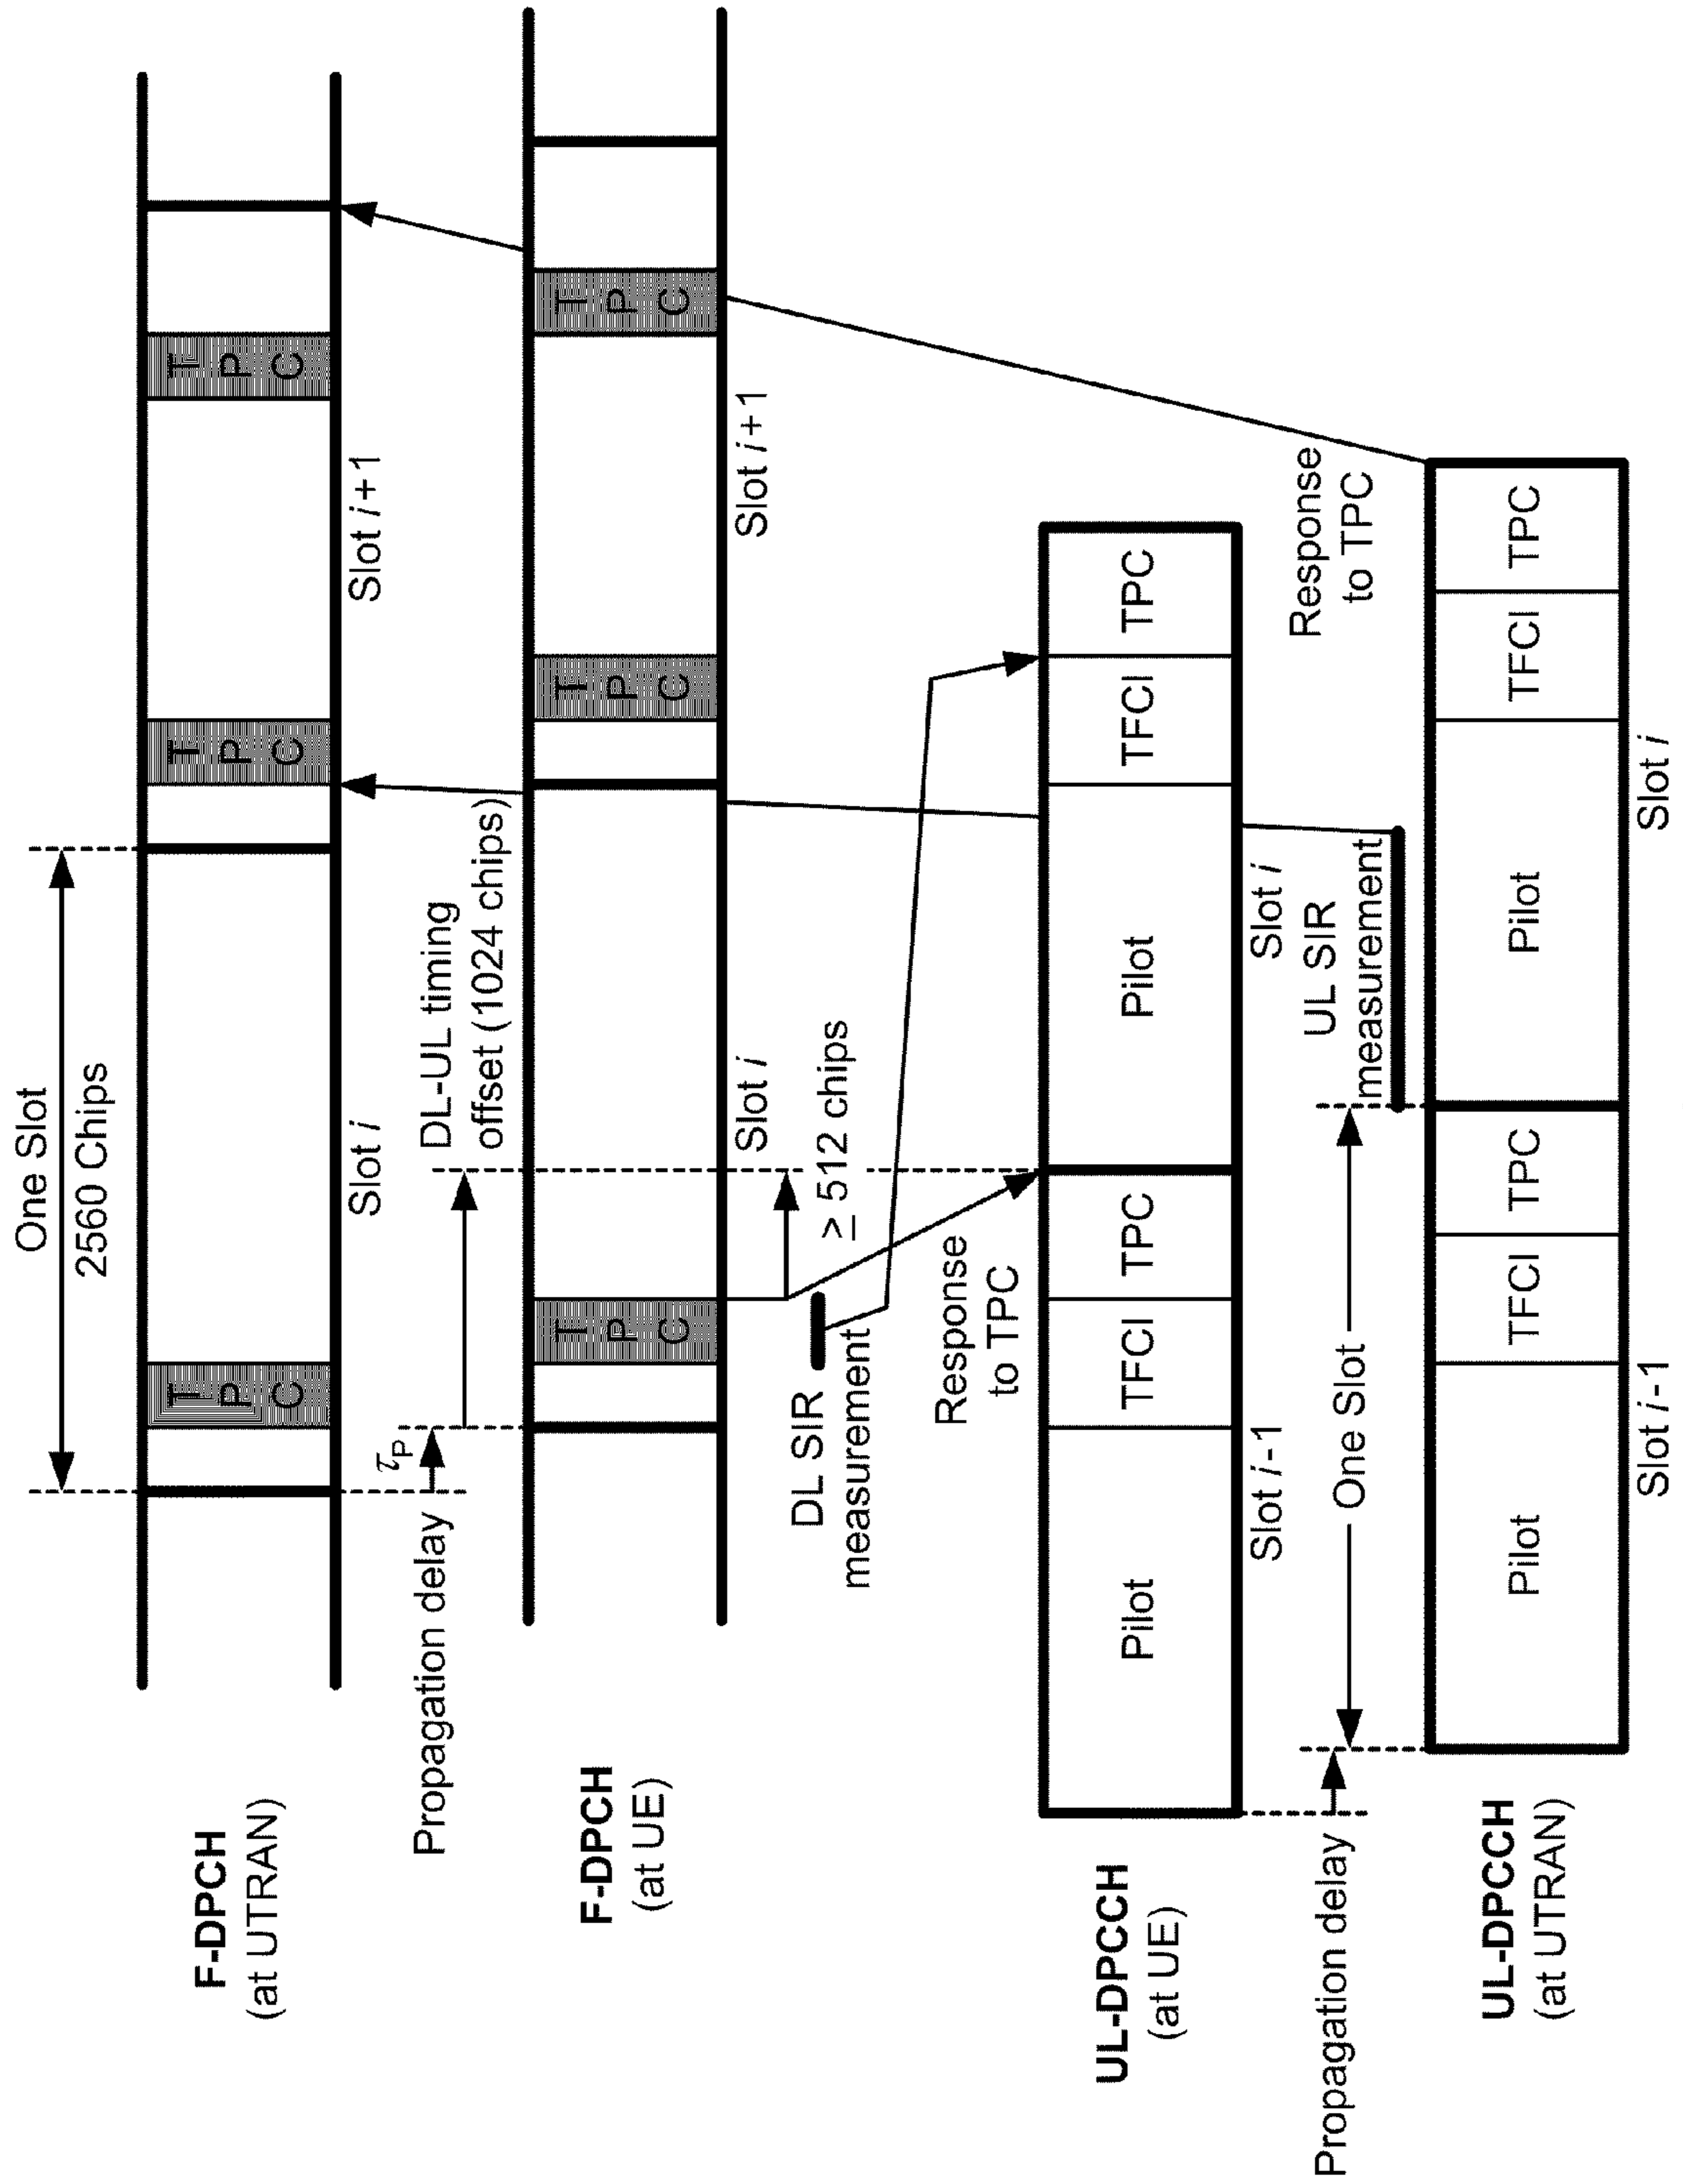 One Slot
2560 Chips
F-DPCH
(at UTRAN)
T
P
C
T
P
C
T
P
C
Slot i
Slot i+1
Propagation delay
τP
DL-UL timing
offset (1024 chips)
F-DPCH
(at UE)
T
P
C
T
P
C
T
P
C
Slot i
Slot i+1
DL SIR
measurement
≥ 512 chips
Response
to TPC
UL-DPCCH
(at UE)
Pilot
TFCI
TPC
Pilot
TFCI
TPC
Slot i-1
Slot i
Propagation delay
One Slot
UL SIR
measurement
Response
to TPC
UL-DPCCH
(at UTRAN)
Pilot
TFCI
TPC
Pilot
TFCI
TPC
Slot i-1
Slot i